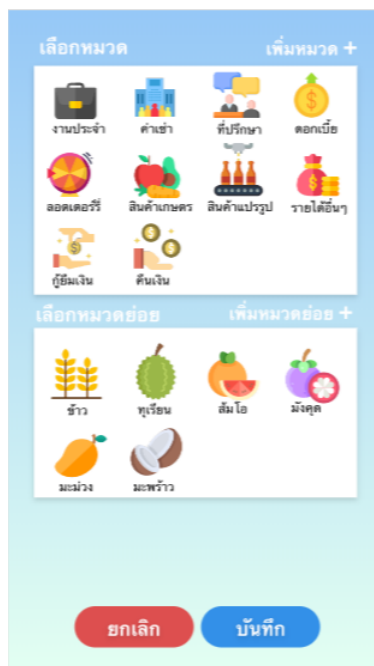 เลือกหมวด เพิ่มหมวด +
งานประจำ ค่าเช่า ที่ปรึกษา ดอกเบี้ย
ลอตเตอร์รี่ สินค้าเกษตร สินค้าแปรรูป รายได้อื่นๆ
กู้ยืมเงิน คืนเงิน
เลือกหมวดย่อย เพิ่มหมวดย่อย +
ข้าว ทุเรียน ส้มโอ มังคุด
มะม่วง มะพร้าว
ยกเลิก บันทึก